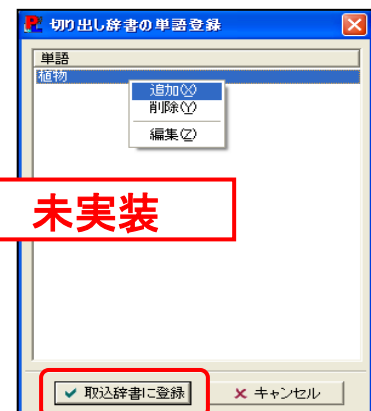 切り出し辞書の単語登録
単語
植物
追加(X)
削除(Y)
編集(Z)
未実装
取込辞書に登録
キャンセル